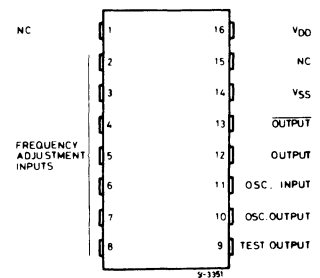 NC 1 16 VDD
2 15 NC
3 14 VSS
4 13 OUTPUT
FREQUENCY
ADJUSTMENT 5 12 OUTPUT
INPUTS
6 11 OSC. INPUT
7 10 OSC. OUTPUT
8 9 TEST OUTPUT
S-3351